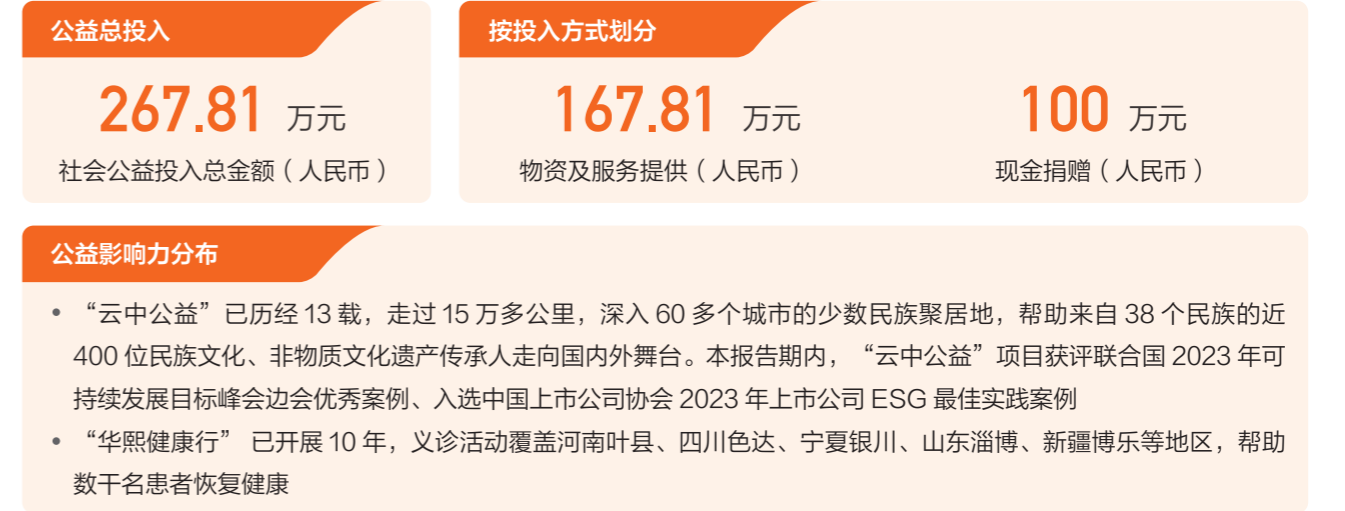 公益总投入
按投入方式划分
267.81 万元
167.81 万元
100 万元
社会公益投入总金额（人民币）
物资及服务提供（人民币）
现金捐赠（人民币）
公益影响力分布
• “云中公益”已历经 13 载，走过 15 万多公里，深入 60 多个城市的少数民族聚居地，帮助来自 38 个民族的近
400 位民族文化、非物质文化遗产传承人走向国内外舞台。本报告期内，“云中公益”项目获评联合国 2023 年可
持续发展目标峰会边会优秀案例、入选中国上市公司协会 2023 年上市公司 ESG 最佳实践案例
• “华熙健康行” 已开展 10 年，义诊活动覆盖河南叶县、四川色达、宁夏银川、山东淄博、新疆博乐等地区，帮助
数千名患者恢复健康